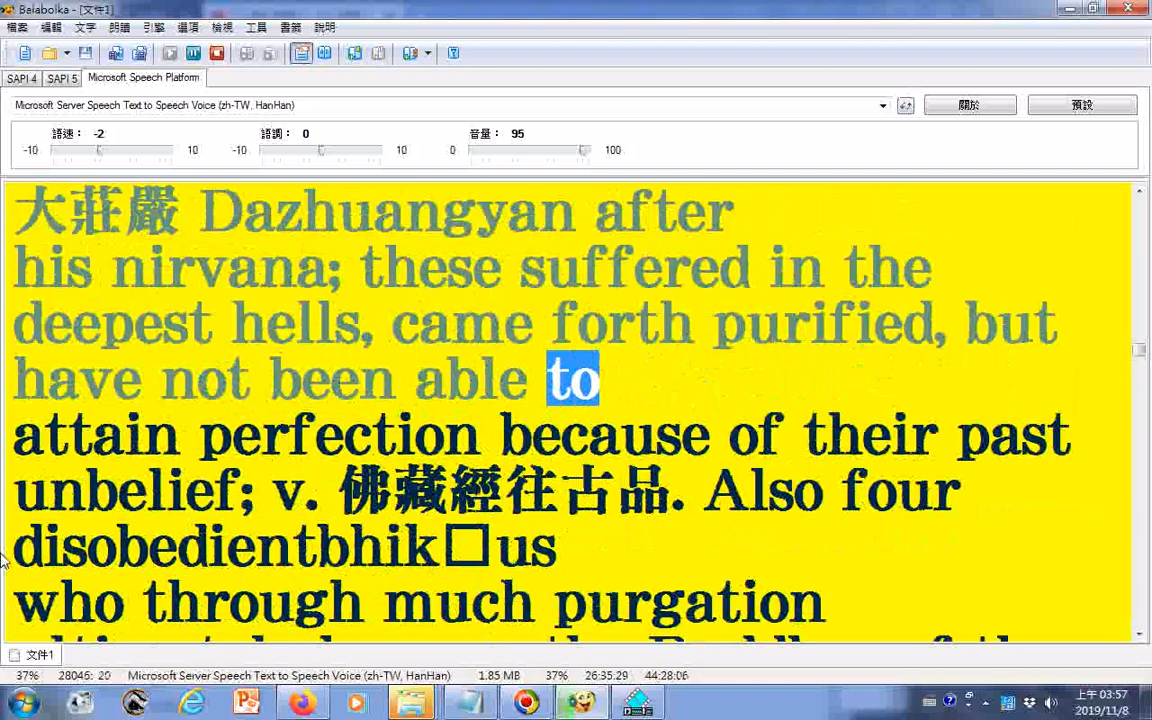 Balabolka - [文件1]
檔案 編輯 文字 朗讀 引擎 選項 檢視 工具 書籤 說明
SAPI 4 SAPI 5 Microsoft Speech Platform
Microsoft Server Speech Text to Speech Voice (zh-TW, HanHan) 關於 預設
語速： -2 語調： 0 音量： 95
-10 10 -10 10 0 100
大莊嚴 Dazhuangyan after
his nirvana; these suffered in the
deepest hells, came forth purified, but
have not been able to
attain perfection because of their past
unbelief; v. 佛藏經往古品. Also four
disobedientbhik□us
who through much purgation
文件1
37% 28046: 20 Microsoft Server Speech Text to Speech Voice (zh-TW, HanHan) 1.85 MB 37% 26:35:29 44:28:06
上午 03:57
2019/11/8